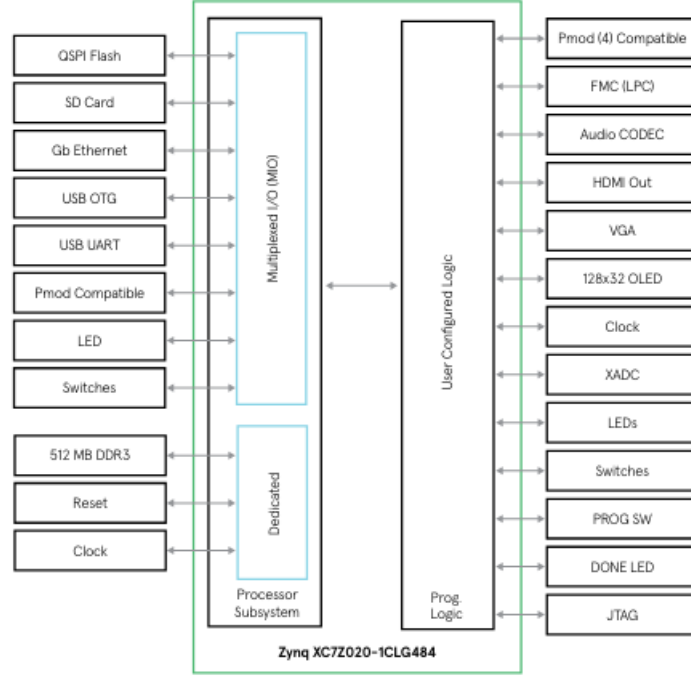 QSPI Flash
SD Card
Gb Ethernet
USB OTG
USB UART
Pmod Compatible
LED
Switches
512 MB DDR3
Reset
Clock
Multiplexed I/O (MIO)
Dedicated
Processor
Subsystem
User Configured Logic
Prog.
Logic
Pmod (4) Compatible
FMC (LPC)
Audio CODEC
HDMI Out
VGA
128x32 OLED
Clock
XADC
LEDs
Switches
PROG SW
DONE LED
JTAG
Zynq XC7Z020-1CLG484